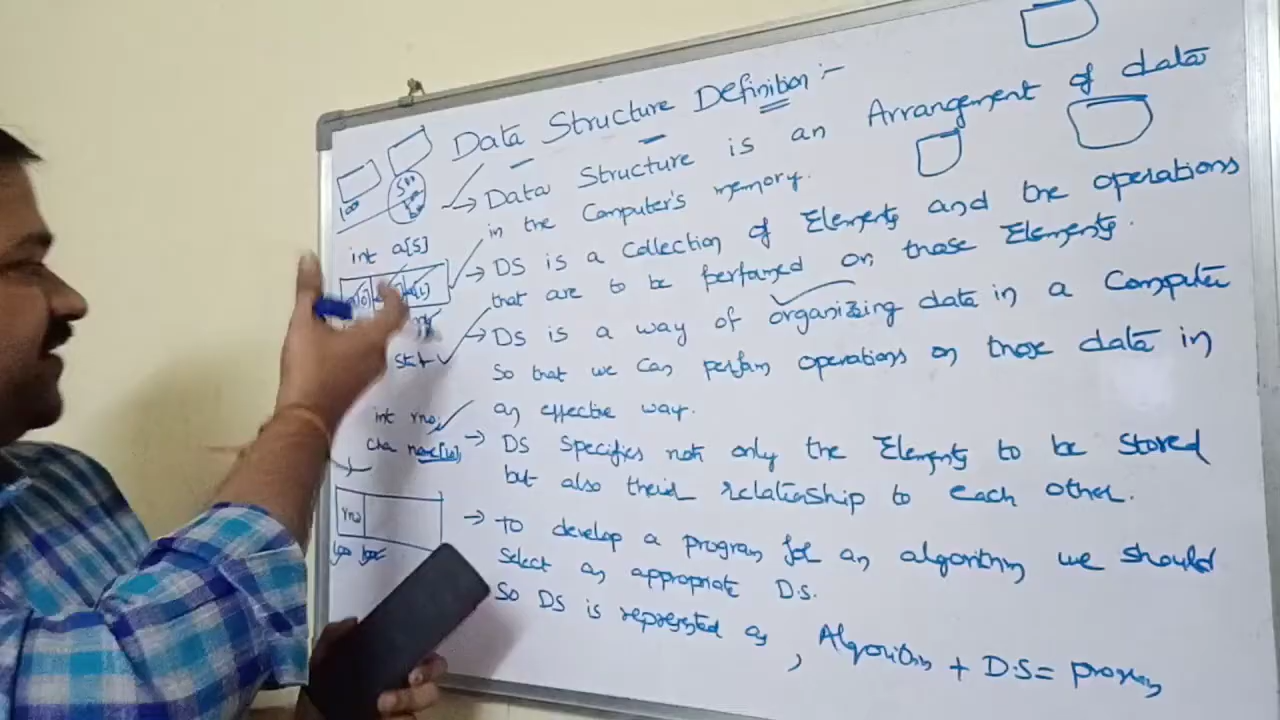 Data Structure Definition :-
→ Data Structure is an Arrangement of data
in the Computer's memory.
→ DS is a Collection of Elements and the operations
that are to be performed on those Elements.
→ DS is a way of organizing data in a Computer
So that we can perform operations on those data in
an effective way.
→ DS specifies not only the Elements to be stored
but also their relationship to each other.
→ To develop a program for an algorithm we should
Select an appropriate D.S.
So DS is represented as, Algorithm + D.S = program
100
500
int a[5]
int rno;
rno
100